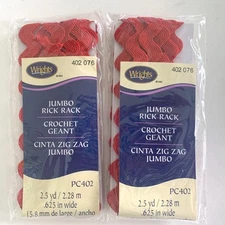 402 076
Wrights
JUMBO
RICK RACK
CROCHET
GEANT
CINTA ZIG ZAG
JUMBO
PC402
2.5 yd / 2.28 m
.625 in wide
15.8 mm de large / ancho
402 076
Wrights
JUMBO
RICK RACK
CROCHET
GEANT
CINTA ZIG ZAG
JUMBO
PC402
2.5 yd / 2.28 m
.625 in wide